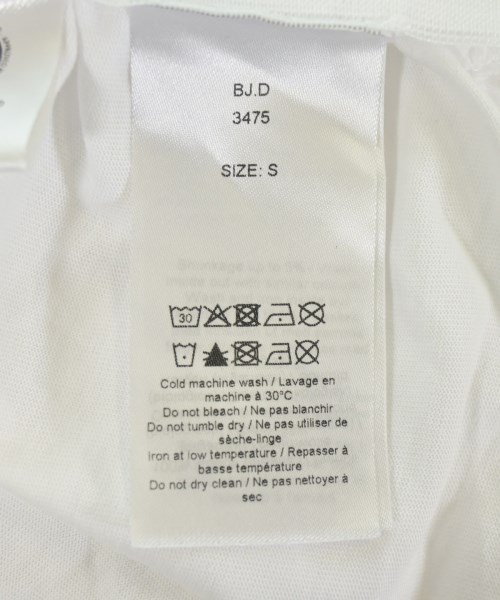 BJ.D
3475
SIZE: S
30
Cold machine wash / Lavage en
machine à 30°C
Do not bleach / Ne pas blanchir
Do not tumble dry / Ne pas utiliser de
sèche-linge
Iron at low temperature / Repasser à
basse température
Do not dry clean / Ne pas nettoyer à
sec